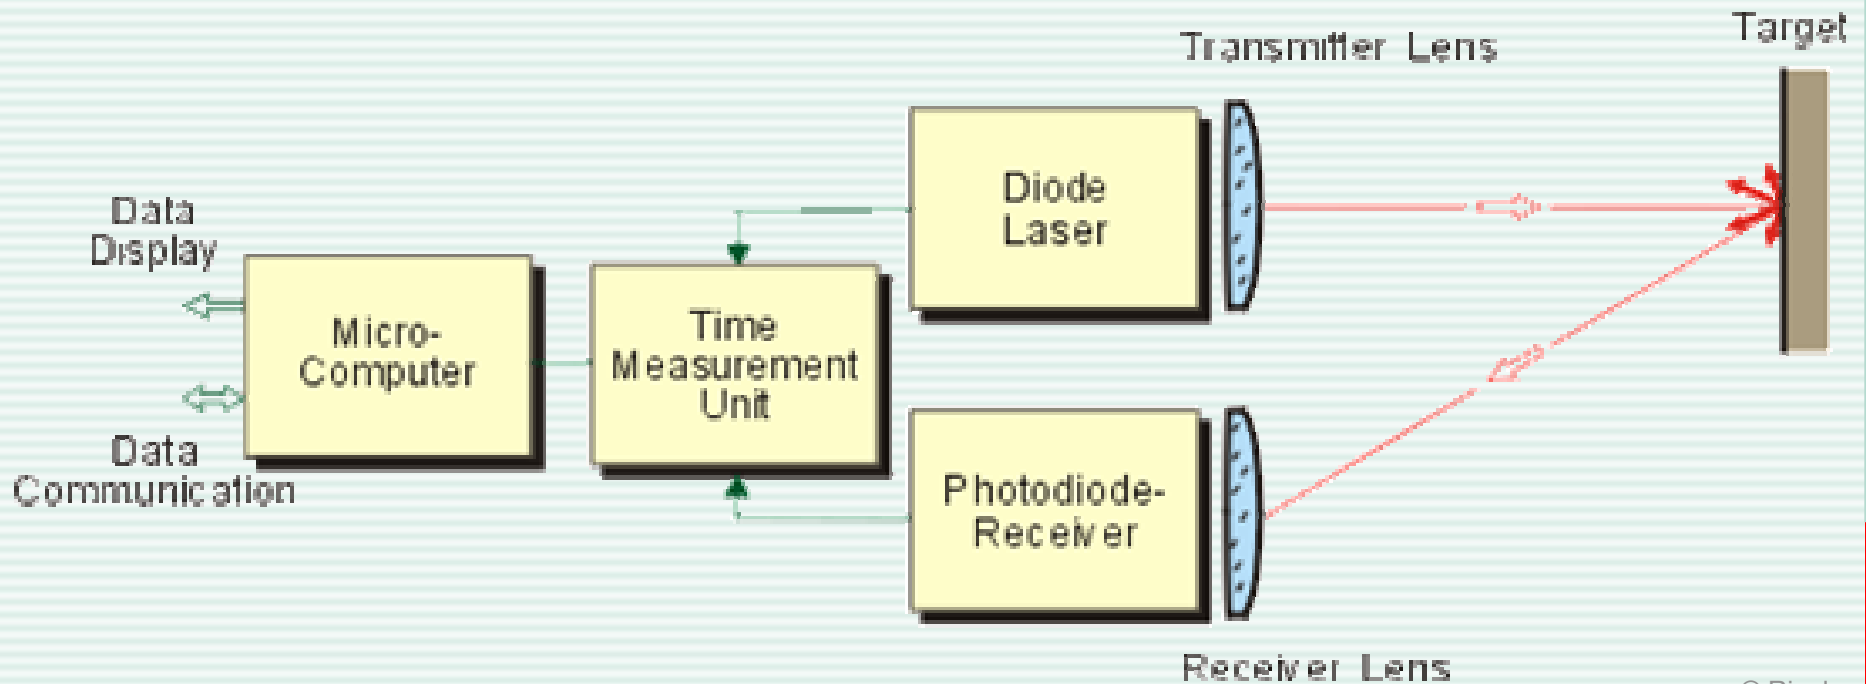 Target
Transmitter Lens
Diode
Laser
Data
Display
Micro-
Computer
Time
Measurement
Unit
Data
Communication
Photodiode-
Receiver
Receiver Lens